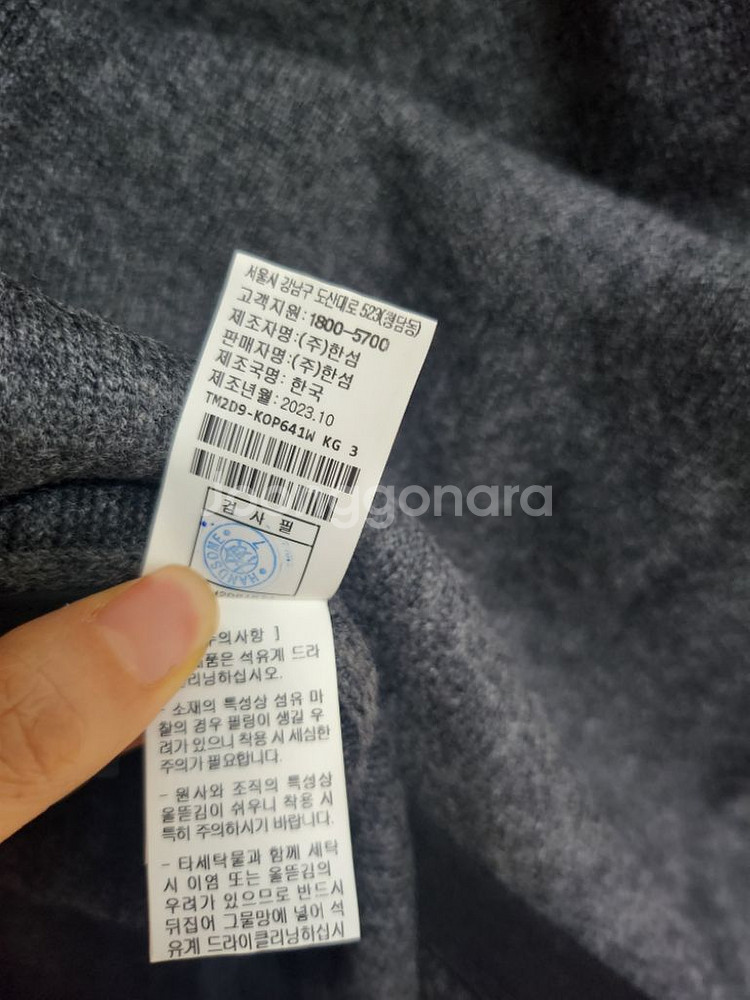 서울시 강남구 도산대로 523(청담동)
고객지원:1800-5700
제조자명:(주)한섬
판매자명:(주)한섬
제조국명: 한국
제조년월:2023.10
TM2D9-KOP641W KG 3
검 사 필
7
HANDSOME
주의사항 ]
품은 석유계 드라
리닝하십시오.
- 소재의 특성상 섬유 마
찰의 경우 필링이 생길 우
려가 있으니 착용 시 세심한
주의가 필요합니다.
- 원사와 조직의 특성상
올뜯김이 쉬우니 착용 시
특히 주의하시기 바랍니다.
- 타세탁물과 함께 세탁
시 이염 또는 올뜯김의
우려가 있으므로 반드시
뒤집어 그물망에 넣어 석
유계 드라이클리닝하십시